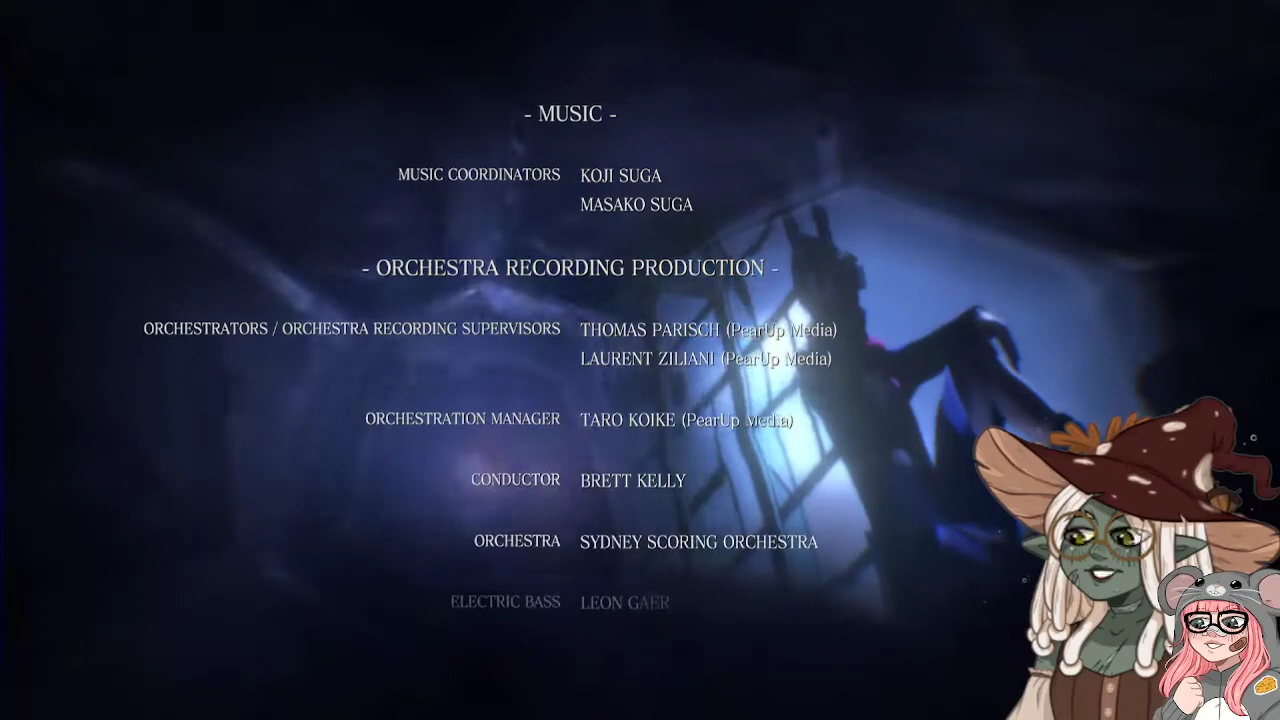 - MUSIC -
MUSIC COORDINATORS KOJI SUGA
MASAKO SUGA
- ORCHESTRA RECORDING PRODUCTION -
ORCHESTRATORS / ORCHESTRA RECORDING SUPERVISORS THOMAS PARISCH (PearUp Media)
LAURENT ZILIANI (PearUp Media)
ORCHESTRATION MANAGER TARO KOIKE (PearUp Media)
CONDUCTOR BRETT KELLY
ORCHESTRA SYDNEY SCORING ORCHESTRA
ELECTRIC BASS LEON GAER